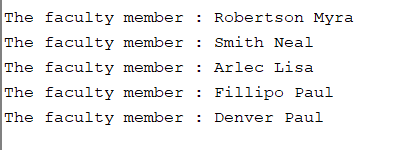 The faculty member : Robertson Myra
The faculty member : Smith Neal
The faculty member : Arlec Lisa
The faculty member : Fillipo Paul
The faculty member : Denver Paul